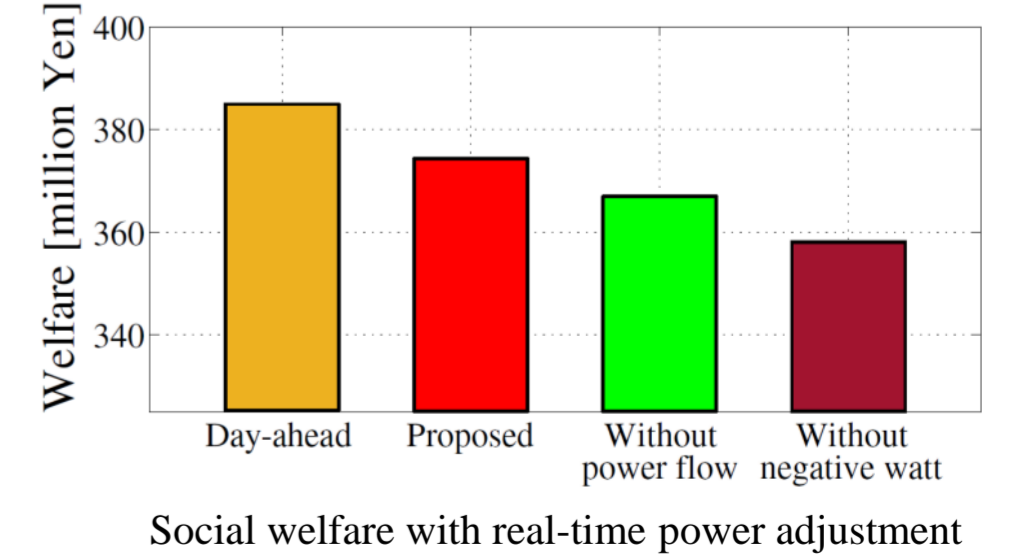 Welfare [million Yen]
400
380
360
340
Day-ahead
Proposed
Without
power flow
Without
negative watt
Social welfare with real-time power adjustment